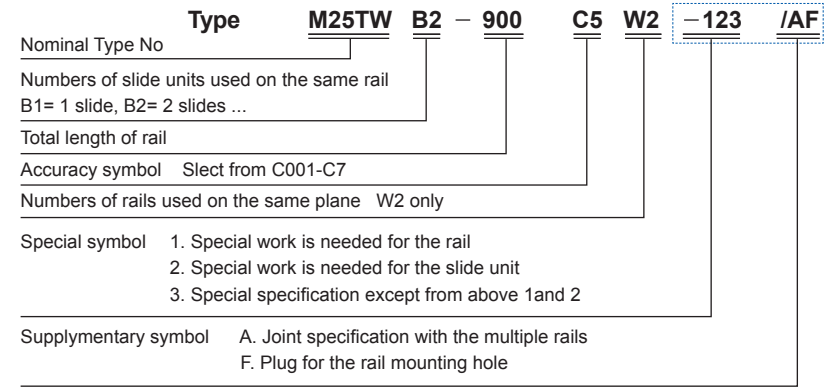 Type M25TW B2 – 900 C5 W2 –123 /AF
Nominal Type No
Numbers of slide units used on the same rail
B1= 1 slide, B2= 2 slides ...
Total length of rail
Accuracy symbol Slect from C001-C7
Numbers of rails used on the same plane W2 only
Special symbol 1. Special work is needed for the rail
2. Special work is needed for the slide unit
3. Special specification except from above 1and 2
Supplymentary symbol A. Joint specification with the multiple rails
F. Plug for the rail mounting hole